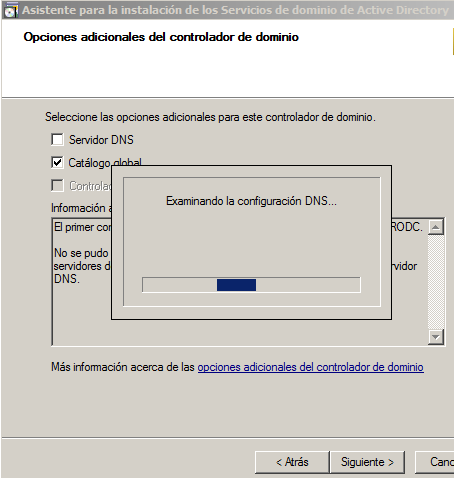 Asistente para la instalación de los Servicios de dominio de Active Directory
Opciones adicionales del controlador de dominio
Seleccione las opciones adicionales para este controlador de dominio.
Servidor DNS
Catálogo global
Examinando la configuración DNS...
Información
El primer RODC.
No se pudo
servidores
DNS.
Más información acerca de las opciones adicionales del controlador de dominio
< Atrás Siguiente >